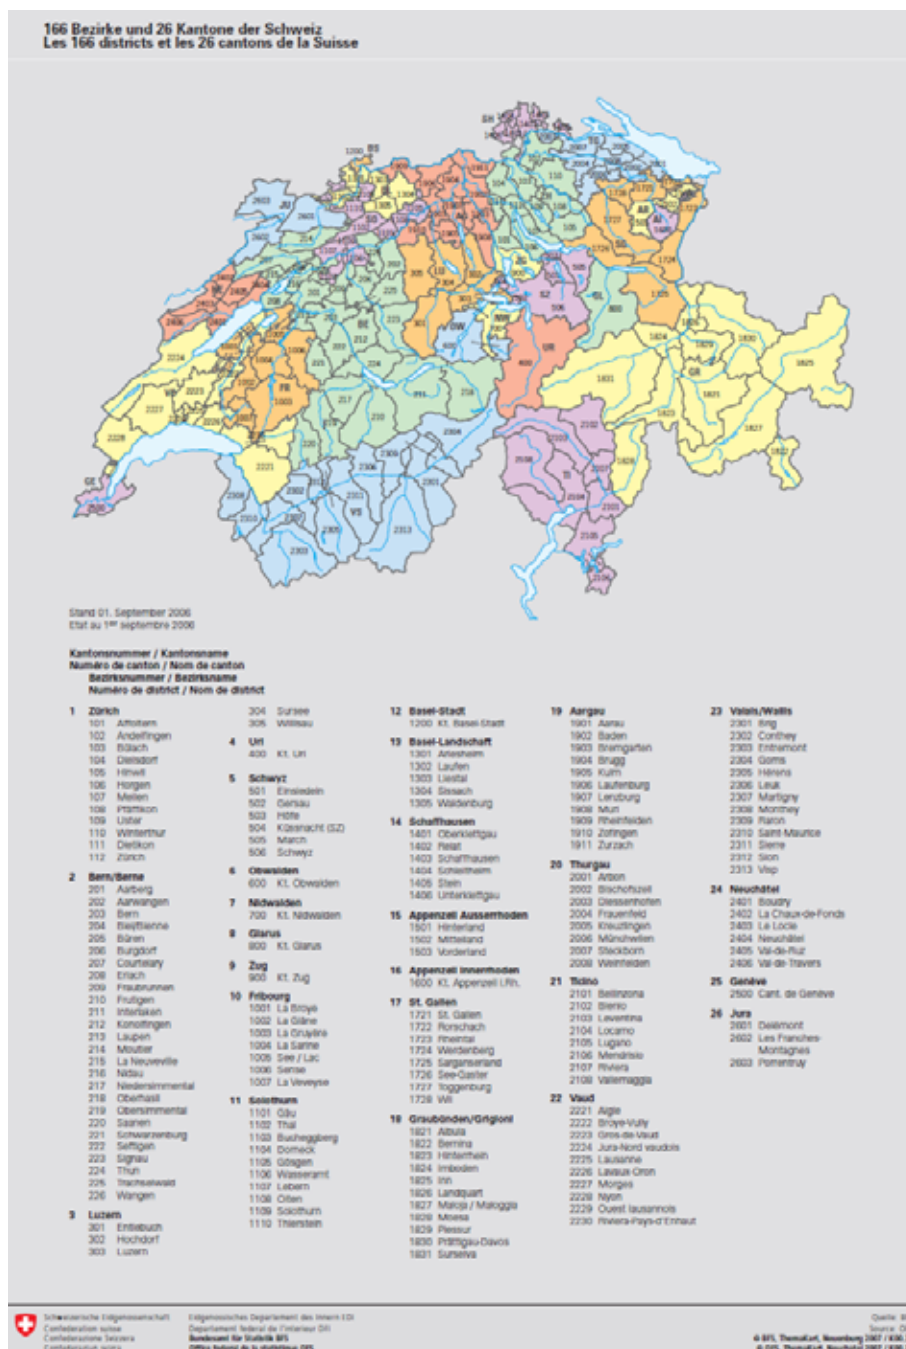 166 Bezirke und 26 Kantone der Schweiz
Les 166 districts et les 26 cantons de la Suisse
Stand 01. September 2006
Etat au 1er septembre 2006
Kantonsnummer / Kantonsname
Numéro de canton / Nom de canton
Bezirksnummer / Bezirksname
Numéro de district / Nom de district
1 Zürich
101 Affoltern
102 Andelfingen
103 Bülach
104 Dielsdorf
105 Hinwil
106 Horgen
107 Meilen
108 Pfäffikon
109 Uster
110 Winterthur
111 Dietikon
112 Zürich
2 Bern/Berne
201 Aarberg
202 Aarwangen
203 Bern
204 Biel/Bienne
205 Büren
206 Burgdorf
207 Courtelary
208 Erlach
209 Fraubrunnen
210 Frutigen
211 Interlaken
212 Konolfingen
213 Laupen
214 Moutier
215 La Neuveville
216 Nidau
217 Niedersimmental
218 Oberhasli
219 Obersimmental
220 Saanen
221 Schwarzenburg
222 Seftigen
223 Signau
224 Thun
225 Trachselwald
226 Wangen
3 Luzern
301 Entlebuch
302 Hochdorf
303 Luzern
304 Sursee
305 Willisau
4 Uri
400 Kt. Uri
5 Schwyz
501 Einsiedeln
502 Gersau
503 Höfe
504 Küssnacht (SZ)
505 March
506 Schwyz
6 Obwalden
600 Kt. Obwalden
7 Nidwalden
700 Kt. Nidwalden
8 Glarus
800 Kt. Glarus
9 Zug
900 Kt. Zug
10 Fribourg
1001 La Broye
1002 La Glâne
1003 La Gruyère
1004 La Sarine
1005 See / Lac
1006 Sense
1007 La Veveyse
11 Solothurn
1101 Gäu
1102 Thal
1103 Bucheggberg
1104 Dorneck
1105 Gösgen
1106 Wasseramt
1107 Lebern
1108 Olten
1109 Solothurn
1110 Thierstein
12 Basel-Stadt
1200 Kt. Basel-Stadt
13 Basel-Landschaft
1301 Arlesheim
1302 Laufen
1303 Liestal
1304 Sissach
1305 Waldenburg
14 Schaffhausen
1401 Oberklettgau
1402 Reiat
1403 Schaffhausen
1404 Schleitheim
1405 Stein
1406 Unterklettgau
15 Appenzell Ausserrhoden
1501 Hinterland
1502 Mittelland
1503 Vorderland
16 Appenzell Innerrhoden
1600 Kt. Appenzell I.Rh.
17 St. Gallen
1721 St. Gallen
1722 Rorschach
1723 Rheintal
1724 Werdenberg
1725 Sarganserland
1726 See-Gaster
1727 Toggenburg
1728 Wil
18 Graubünden/Grigioni
1821 Albula
1822 Bernina
1823 Hinterrhein
1824 Imboden
1825 Inn
1826 Landquart
1827 Maloja / Maloggia
1828 Moesa
1829 Plessur
1830 Prättigau-Davos
1831 Surselva
19 Aargau
1901 Aarau
1902 Baden
1903 Bremgarten
1904 Brugg
1905 Kulm
1906 Laufenburg
1907 Lenzburg
1908 Muri
1909 Rheinfelden
1910 Zofingen
1911 Zurzach
20 Thurgau
2001 Arbon
2002 Bischofszell
2003 Diessenhofen
2004 Frauenfeld
2005 Kreuzlingen
2006 Münchwilen
2007 Steckborn
2008 Weinfelden
21 Ticino
2101 Bellinzona
2102 Blenio
2103 Leventina
2104 Locarno
2105 Lugano
2106 Mendrisio
2107 Riviera
2108 Vallemaggia
22 Vaud
2221 Aigle
2222 Broye-Vully
2223 Gros-de-Vaud
2224 Jura-Nord vaudois
2225 Lausanne
2226 Lavaux-Oron
2227 Morges
2228 Nyon
2229 Ouest lausannois
2230 Riviera-Pays-d'Enhaut
23 Valais/Wallis
2301 Brig
2302 Conthey
2303 Entremont
2304 Goms
2305 Hérens
2306 Leuk
2307 Martigny
2308 Monthey
2309 Raron
2310 Saint-Maurice
2311 Sierre
2312 Sion
2313 Visp
24 Neuchâtel
2401 Boudry
2402 La Chaux-de-Fonds
2403 Le Locle
2404 Neuchâtel
2405 Val-de-Ruz
2406 Val-de-Travers
25 Genève
2500 Cant. de Genève
26 Jura
2601 Delémont
2602 Les Franches-
Montagnes
2603 Porrentruy
Schweizerische Eidgenossenschaft
Confédération suisse
Confederazione Svizzera
Confederaziun svizra
Eidgenössisches Departement des Innern EDI
Département fédéral de l'intérieur DFI
Bundesamt für Statistik BFS
Office fédéral de la statistique OFS
Quelle:
Source:
© BFS, ThemaKart, Neuenburg 2007
© OFS, ThemaKart, Neuchâtel 2007